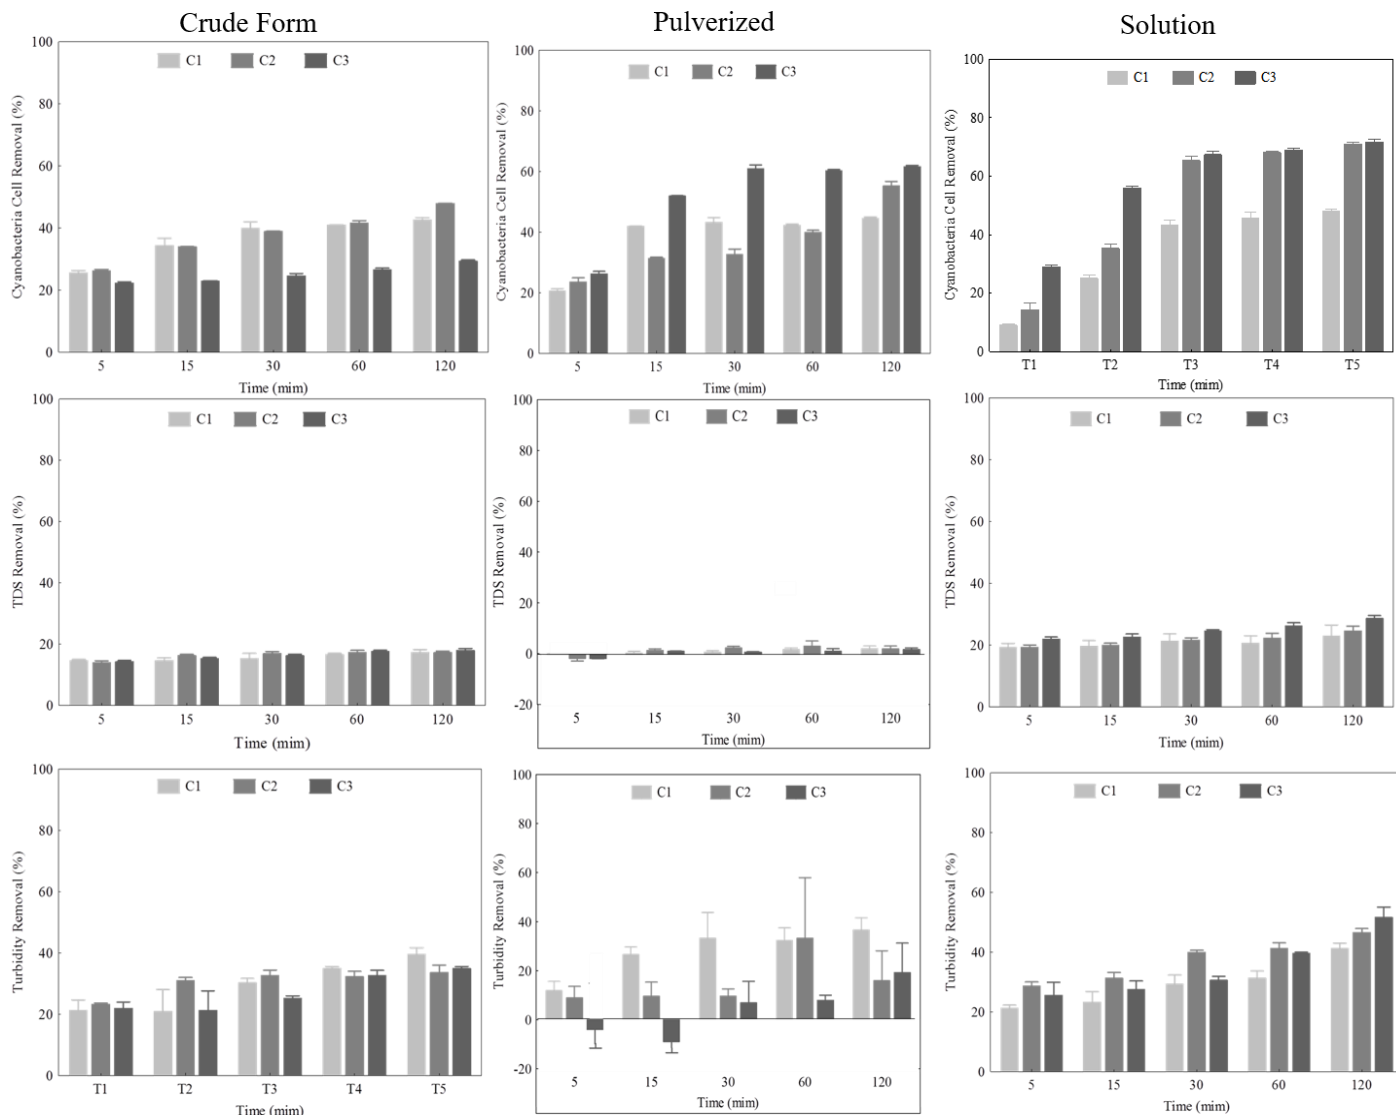 Crude Form
Pulverized
Solution
C1 C2 C3
100
80
60
40
20
0
Cyanobacteria Cell Removal (%)
5 15 30 60 120
Time (mim)
C1 C2 C3
100
80
60
40
20
0
Cyanobacteria Cell Removal (%)
5 15 30 60 120
Time (mim)
C1 C2 C3
100
80
60
40
20
0
Cyanobacteria Cell Removal (%)
T1 T2 T3 T4 T5
Time (mim)
C1 C2 C3
100
80
60
40
20
0
TDS Removal (%)
5 15 30 60 120
Time (mim)
C1 C2 C3
100
80
60
40
20
0
-20
TDS Removal (%)
5 15 30 60 120
Time (mim)
C1 C2 C3
100
80
60
40
20
0
TDS Removal (%)
5 15 30 60 120
Time (mim)
C1 C2 C3
100
80
60
40
20
0
Turbidity Removal (%)
T1 T2 T3 T4 T5
Time (mim)
C1 C2 C3
100
80
60
40
20
0
-20
Turbidity Removal (%)
5 15 30 60 120
Time (mim)
C1 C2 C3
100
80
60
40
20
0
Turbidity Removal (%)
5 15 30 60 120
Time (mim)